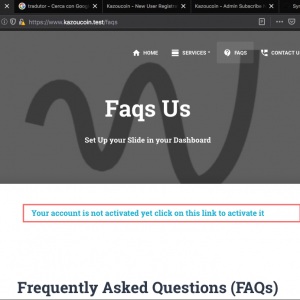 tradutor - Cerca con Goog
Kazoucoin – New User Registr
Kazoucoin – Admin Subscribe
Sy
https://www.kazoucoin.test/faqs
HOME
SERVICES
FAQS
CONTACT US
Faqs Us
Set Up your Slide in your Dashboard
Your account is not activated yet click on this link to activate it
Frequently Asked Questions (FAQs)